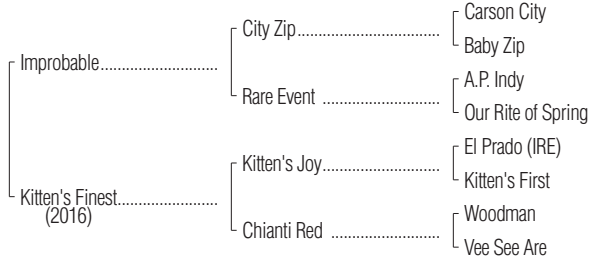 Carson City
City Zip
Baby Zip
Improbable
A.P. Indy
Rare Event
Our Rite of Spring
El Prado (IRE)
Kitten's Joy
Kitten's First
Kitten's Finest
(2016)
Woodman
Chianti Red
Vee See Are